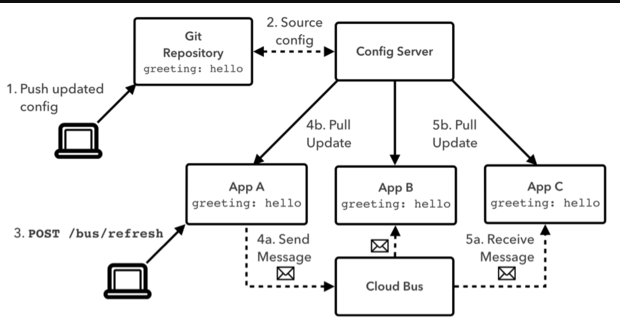 Git
Repository
greeting: hello
2. Source
config
Config Server
1. Push updated
config
4b. Pull
Update
5b. Pull
Update
App A
greeting: hello
App B
greeting: hello
App C
greeting: hello
3. POST /bus/refresh
4a. Send
Message
5a. Receive
Message
Cloud Bus